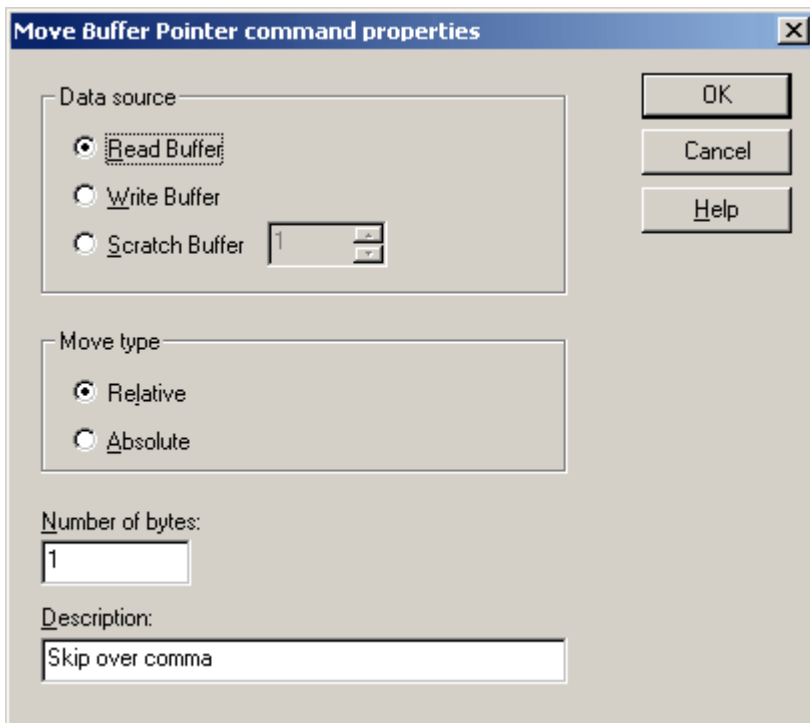 Move Buffer Pointer command properties
Data source
OK
Read Buffer
Cancel
Write Buffer
Help
Scratch Buffer 1
Move type
Relative
Absolute
Number of bytes:
1
Description:
Skip over comma